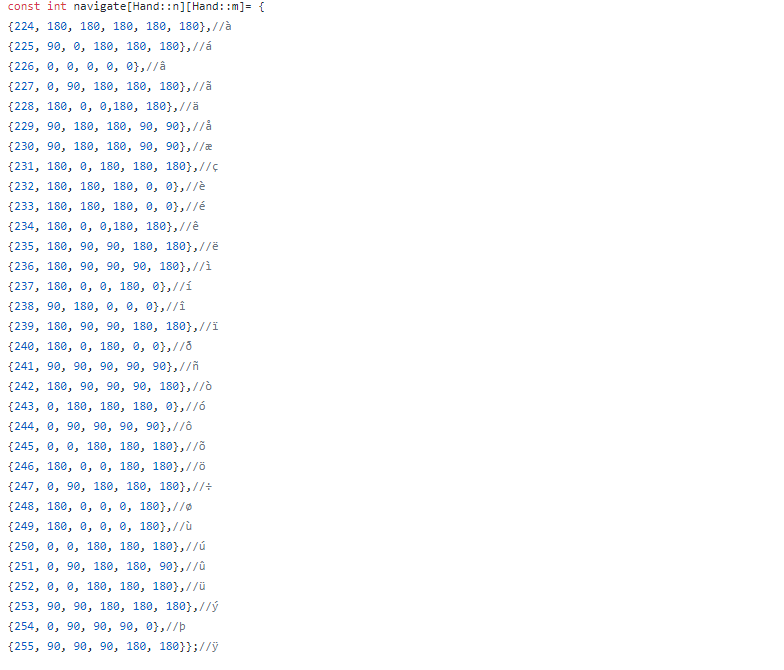 const int navigate[Hand::n][Hand::m]= {
{224, 180, 180, 180, 180, 180},//à
{225, 90, 0, 180, 180, 180},//á
{226, 0, 0, 0, 0, 0},//â
{227, 0, 90, 180, 180, 180},//ã
{228, 180, 0, 0,180, 180},//ä
{229, 90, 180, 180, 90, 90},//å
{230, 90, 180, 180, 90, 90},//æ
{231, 180, 0, 180, 180, 180},//ç
{232, 180, 180, 180, 0, 0},//è
{233, 180, 180, 180, 0, 0},//é
{234, 180, 0, 0,180, 180},//ê
{235, 180, 90, 90, 180, 180},//ë
{236, 180, 90, 90, 90, 180},//ì
{237, 180, 0, 0, 180, 0},//í
{238, 90, 180, 0, 0, 0},//î
{239, 180, 90, 90, 180, 180},//ï
{240, 180, 0, 180, 0, 0},//ð
{241, 90, 90, 90, 90, 90},//ñ
{242, 180, 90, 90, 90, 180},//ò
{243, 0, 180, 180, 180, 0},//ó
{244, 0, 90, 90, 90, 90},//ô
{245, 0, 0, 180, 180, 180},//õ
{246, 180, 0, 0, 180, 180},//ö
{247, 0, 90, 180, 180, 180},//÷
{248, 180, 0, 0, 0, 180},//ø
{249, 180, 0, 0, 0, 180},//ù
{250, 0, 0, 180, 180, 180},//ú
{251, 0, 90, 180, 180, 90},//û
{252, 0, 0, 180, 180, 180},//ü
{253, 90, 90, 180, 180, 180},//ý
{254, 0, 90, 90, 90, 0},//þ
{255, 90, 90, 90, 180, 180}};//ÿ